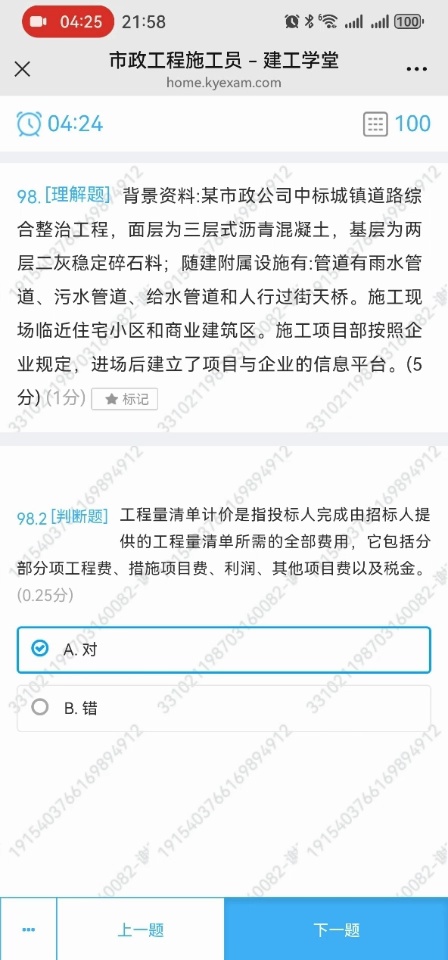 04:25 21:58 6 100
市政工程施工员 – 建工学堂
home.kyexam.com
04:24 100
98. [理解题] 背景资料:某市政公司中标城镇道路综
合整治工程，面层为三层式沥青混凝土，基层为两
层二灰稳定碎石料；随建附属设施有:管道有雨水管
道、污水管道、给水管道和人行过街天桥。施工现
场临近住宅小区和商业建筑区。施工项目部按照企
业规定，进场后建立了项目与企业的信息平台。(5
分) (1分) 标记
98.2 [判断题] 工程量清单计价是指投标人完成由招标人提
供的工程量清单所需的全部费用，它包括分
部分项工程费、措施项目费、利润、其他项目费以及税金。
(0.25分)
A. 对
B. 错
上一题 下一题